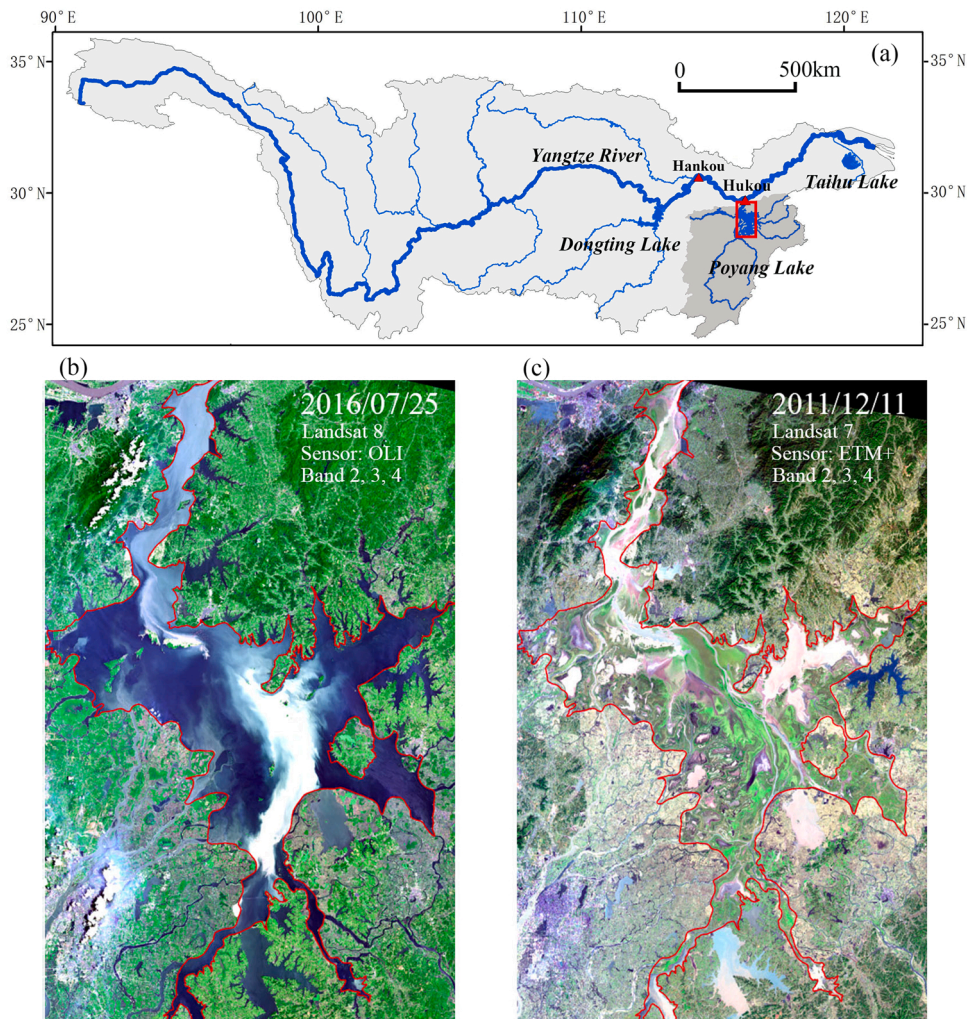 90°E 100°E 110°E 120°E
(a)
35°N 35°N
0 500km
Yangtze River
Hankou
Hukou
Taihu Lake
30°N 30°N
Dongting Lake
Poyang Lake
25°N 25°N
(b)
2016/07/25
Landsat 8
Sensor: OLI
Band 2, 3, 4
(c)
2011/12/11
Landsat 7
Sensor: ETM+
Band 2, 3, 4